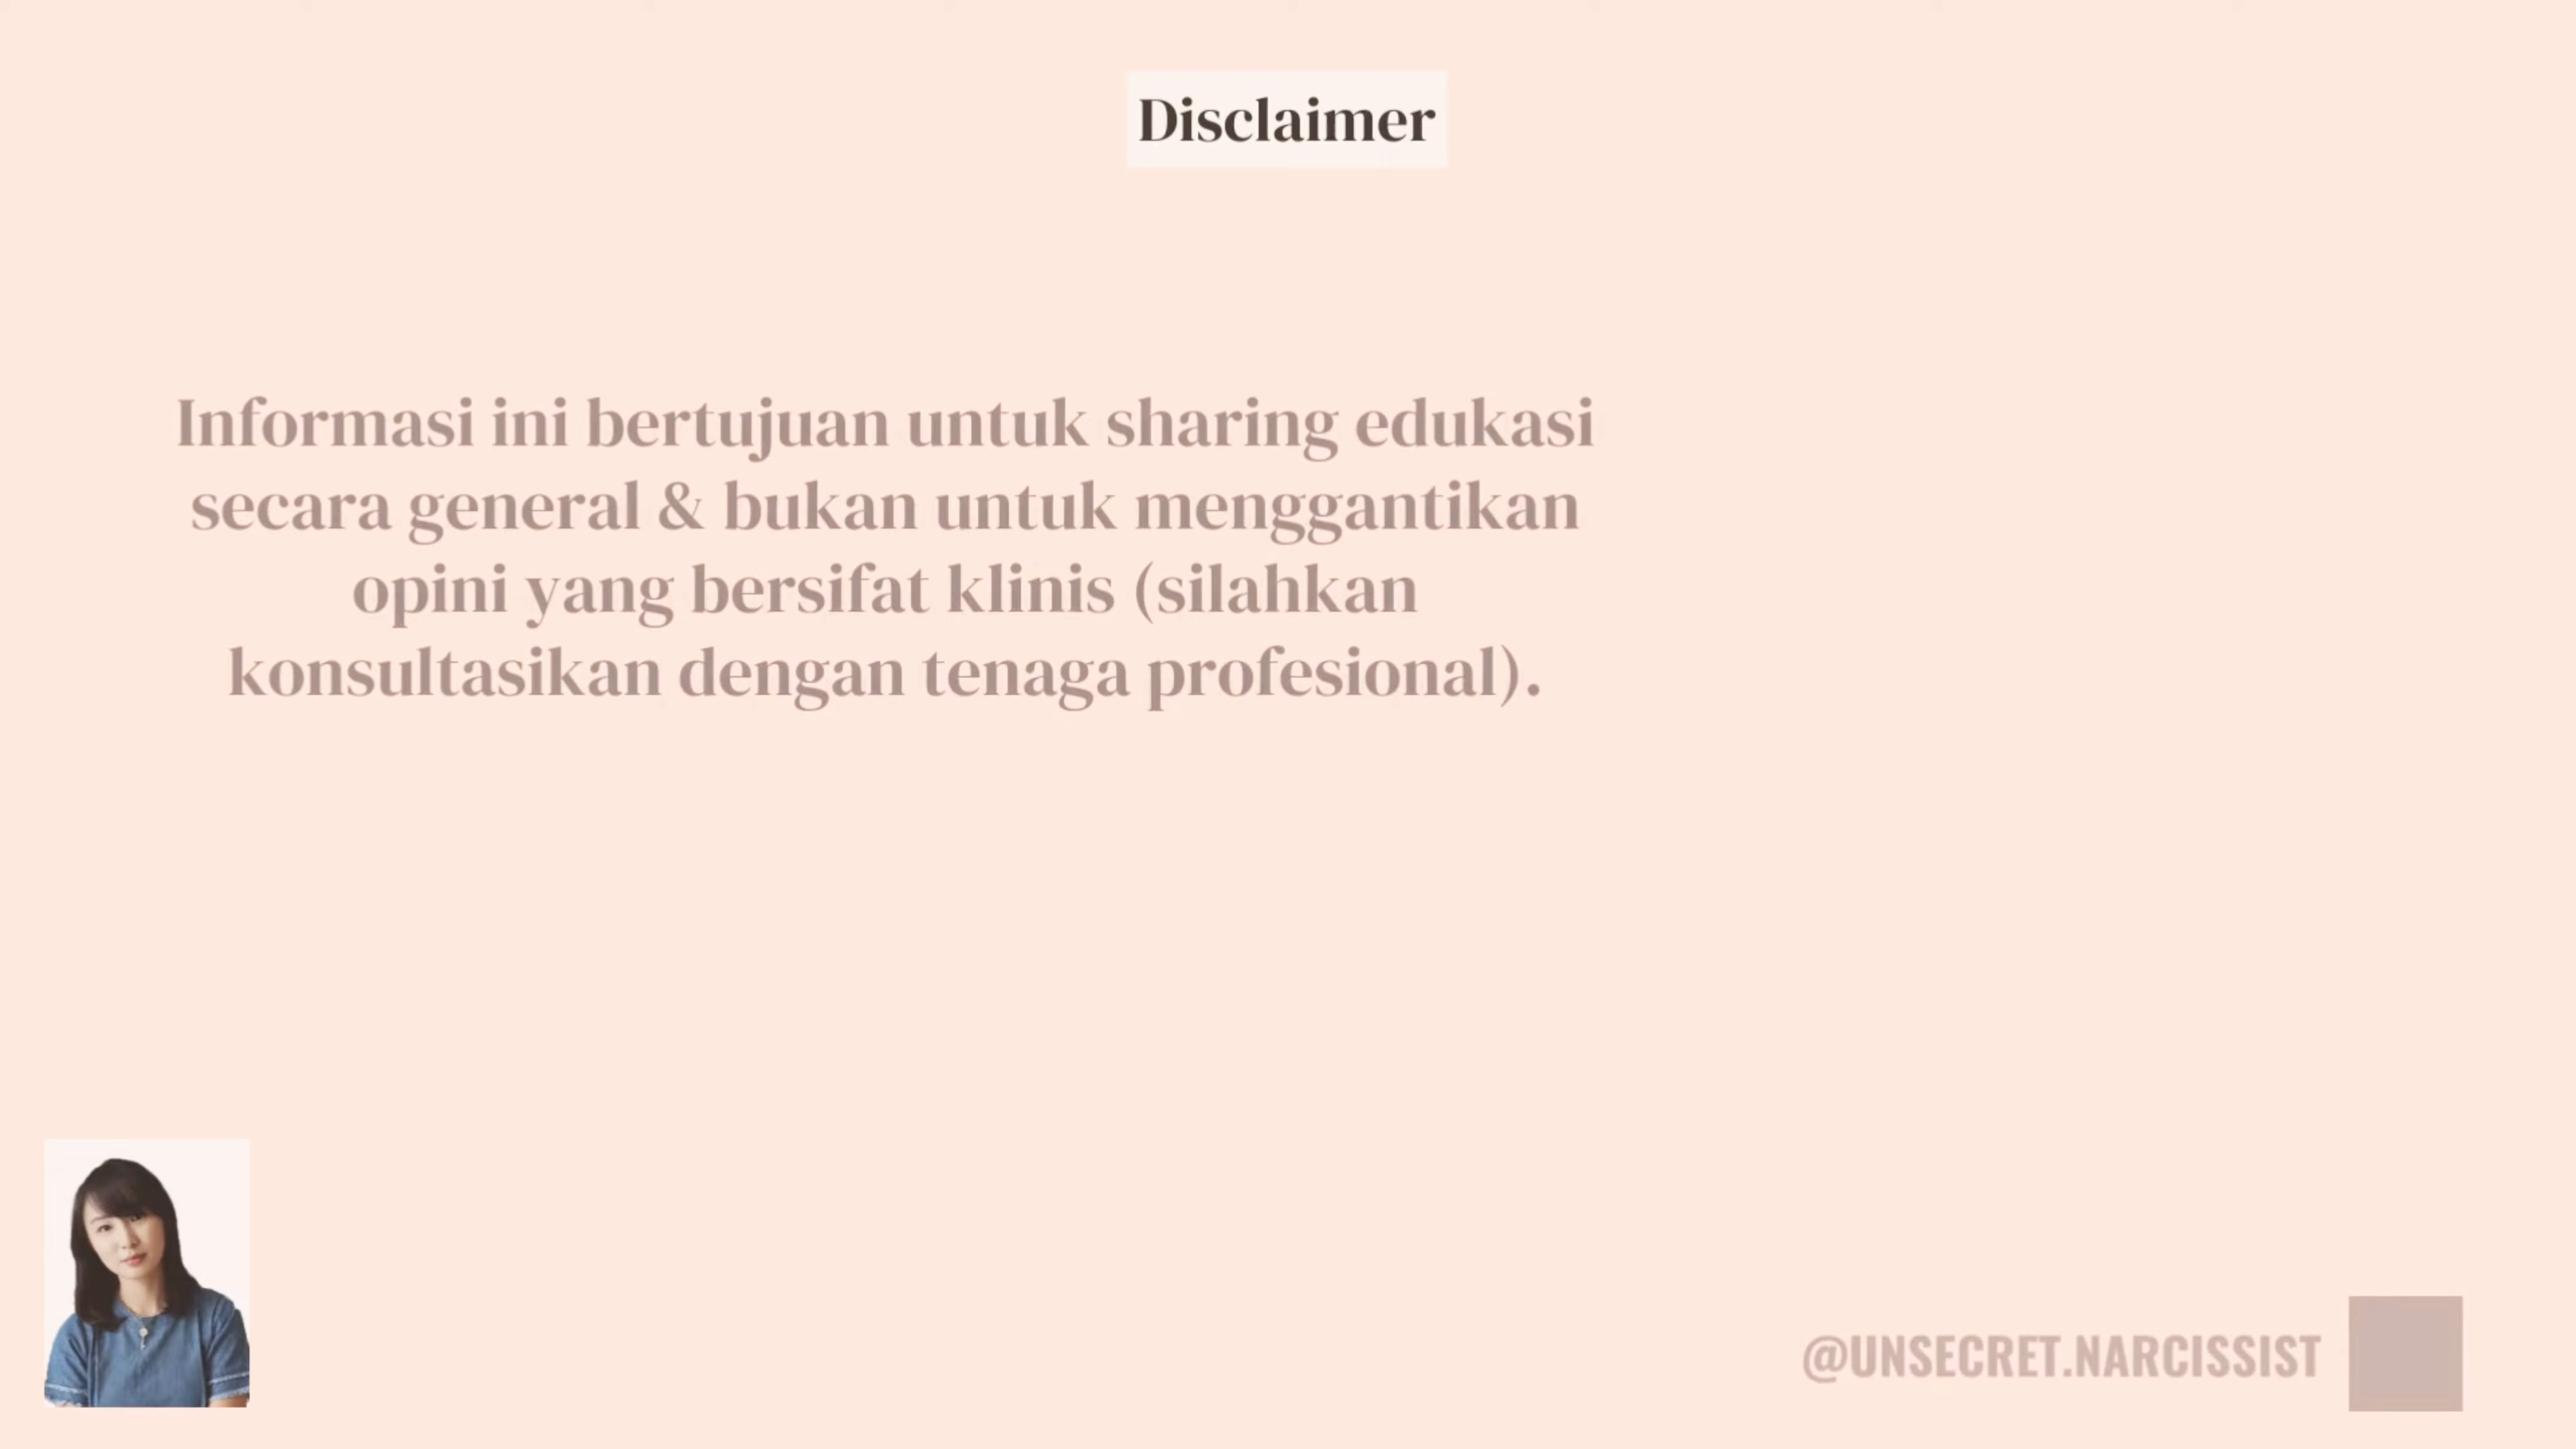 Disclaimer
Informasi ini bertujuan untuk sharing edukasi
secara general & bukan untuk menggantikan
opini yang bersifat klinis (silahkan
konsultasikan dengan tenaga profesional).
@UNSECRET.NARCISSIST